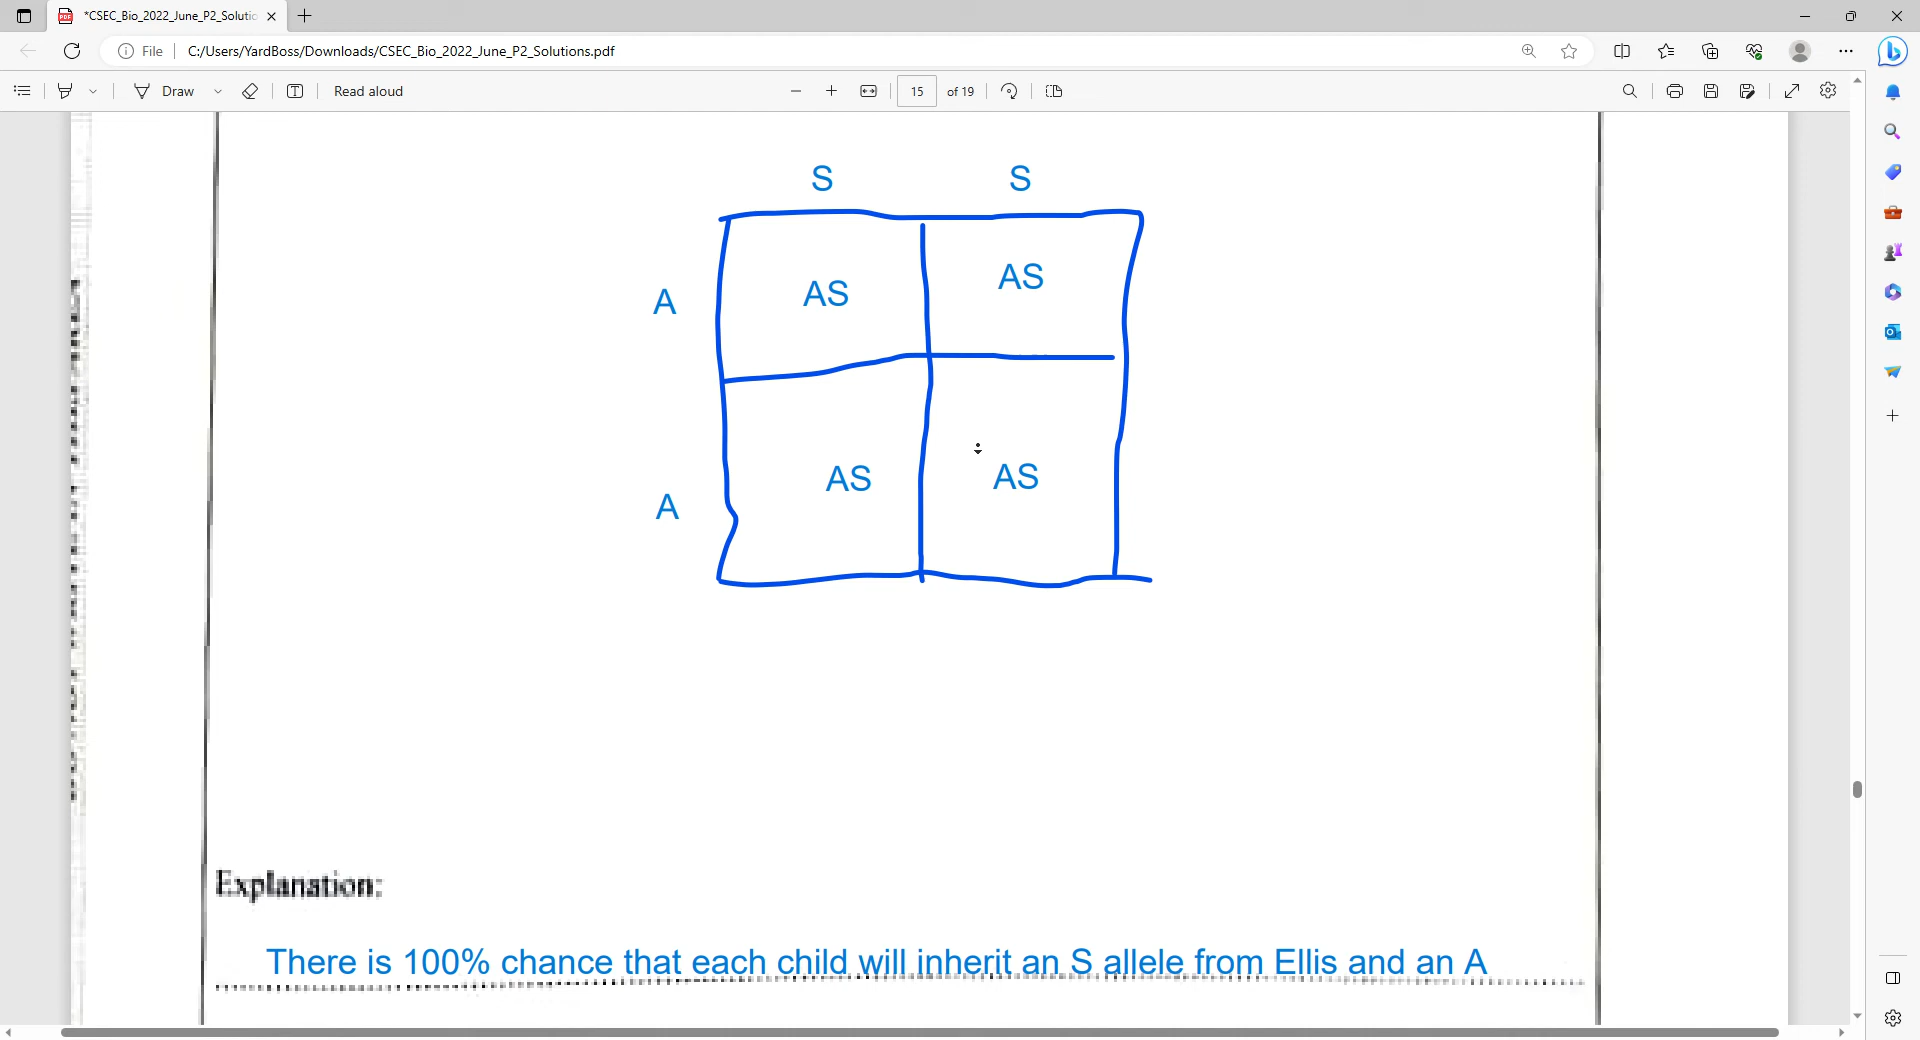 *CSEC_Bio_2022_June_P2_Solutic
File
C:/Users/YardBoss/Downloads/CSEC_Bio_2022_June_P2_Solutions.pdf
Draw
Read aloud
15 of 19
S S
A AS AS
A AS AS
Explanation:
There is 100% chance that each child will inherit an S allele from Ellis and an A